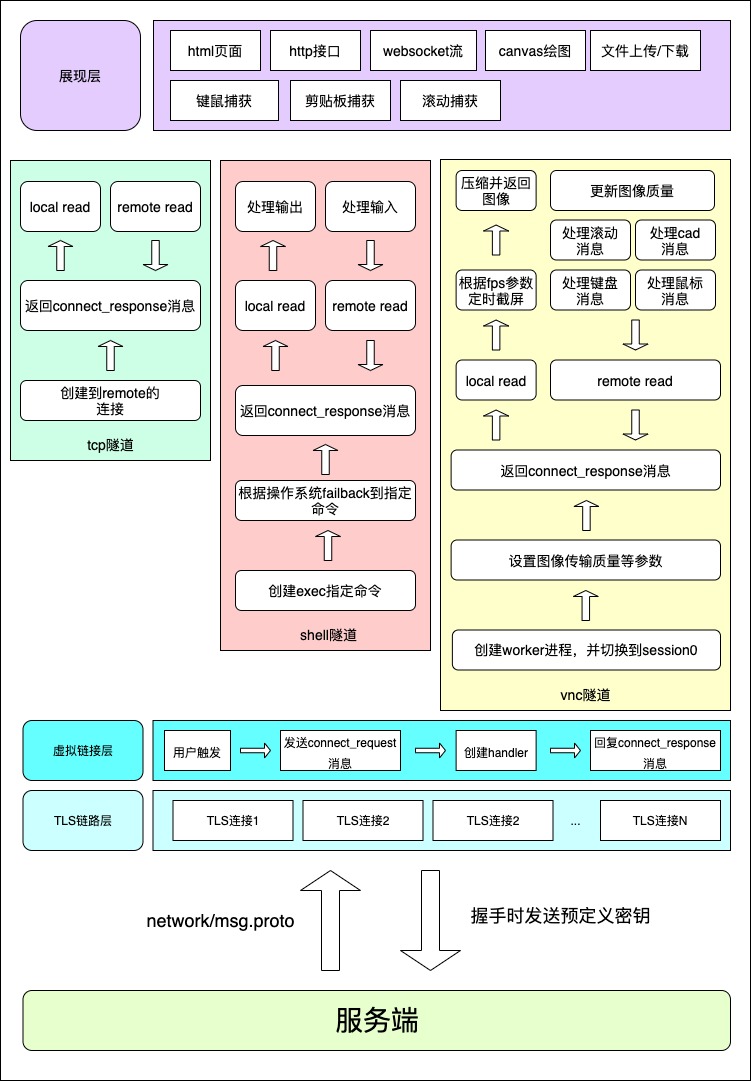 展现层
html页面
http接口
websocket流
canvas绘图
文件上传/下载
键鼠捕获
剪贴板捕获
滚动捕获
local read
remote read
返回connect_response消息
创建到remote的
连接
tcp隧道
处理输出
处理输入
local read
remote read
返回connect_response消息
根据操作系统failback到指定
命令
创建exec指定命令
shell隧道
压缩并返回
图像
更新图像质量
处理滚动
消息
处理cad
消息
根据fps参数
定时截屏
处理键盘
消息
处理鼠标
消息
local read
remote read
返回connect_response消息
设置图像传输质量等参数
创建worker进程，并切换到session0
vnc隧道
虚拟链接层
用户触发
发送connect_request
消息
创建handler
回复connect_response
消息
TLS链路层
TLS连接1
TLS连接2
TLS连接2
...
TLS连接N
network/msg.proto
握手时发送预定义密钥
服务端